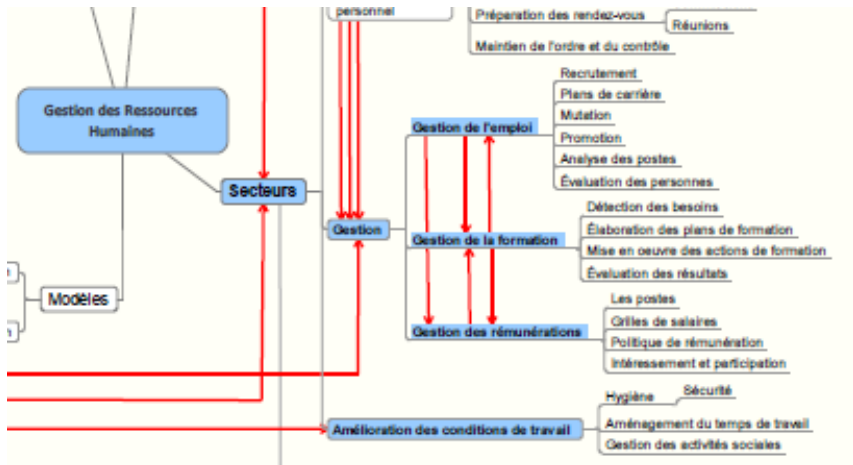 personnel
Préparation des rendez-vous
Réunions
Maintien de l'ordre et du contrôle
Gestion des Ressources
Humaines
Secteurs
Modèles
Gestion
Gestion de l'emploi
Recrutement
Plans de carrière
Mutation
Promotion
Analyse des postes
Évaluation des personnes
Gestion de la formation
Détection des besoins
Élaboration des plans de formation
Mise en oeuvre des actions de formation
Évaluation des résultats
Gestion des rémunérations
Les postes
Grilles de salaires
Politique de rémunération
Intéressement et participation
Amélioration des conditions de travail
Hygiène
Sécurité
Aménagement du temps de travail
Gestion des activités sociales